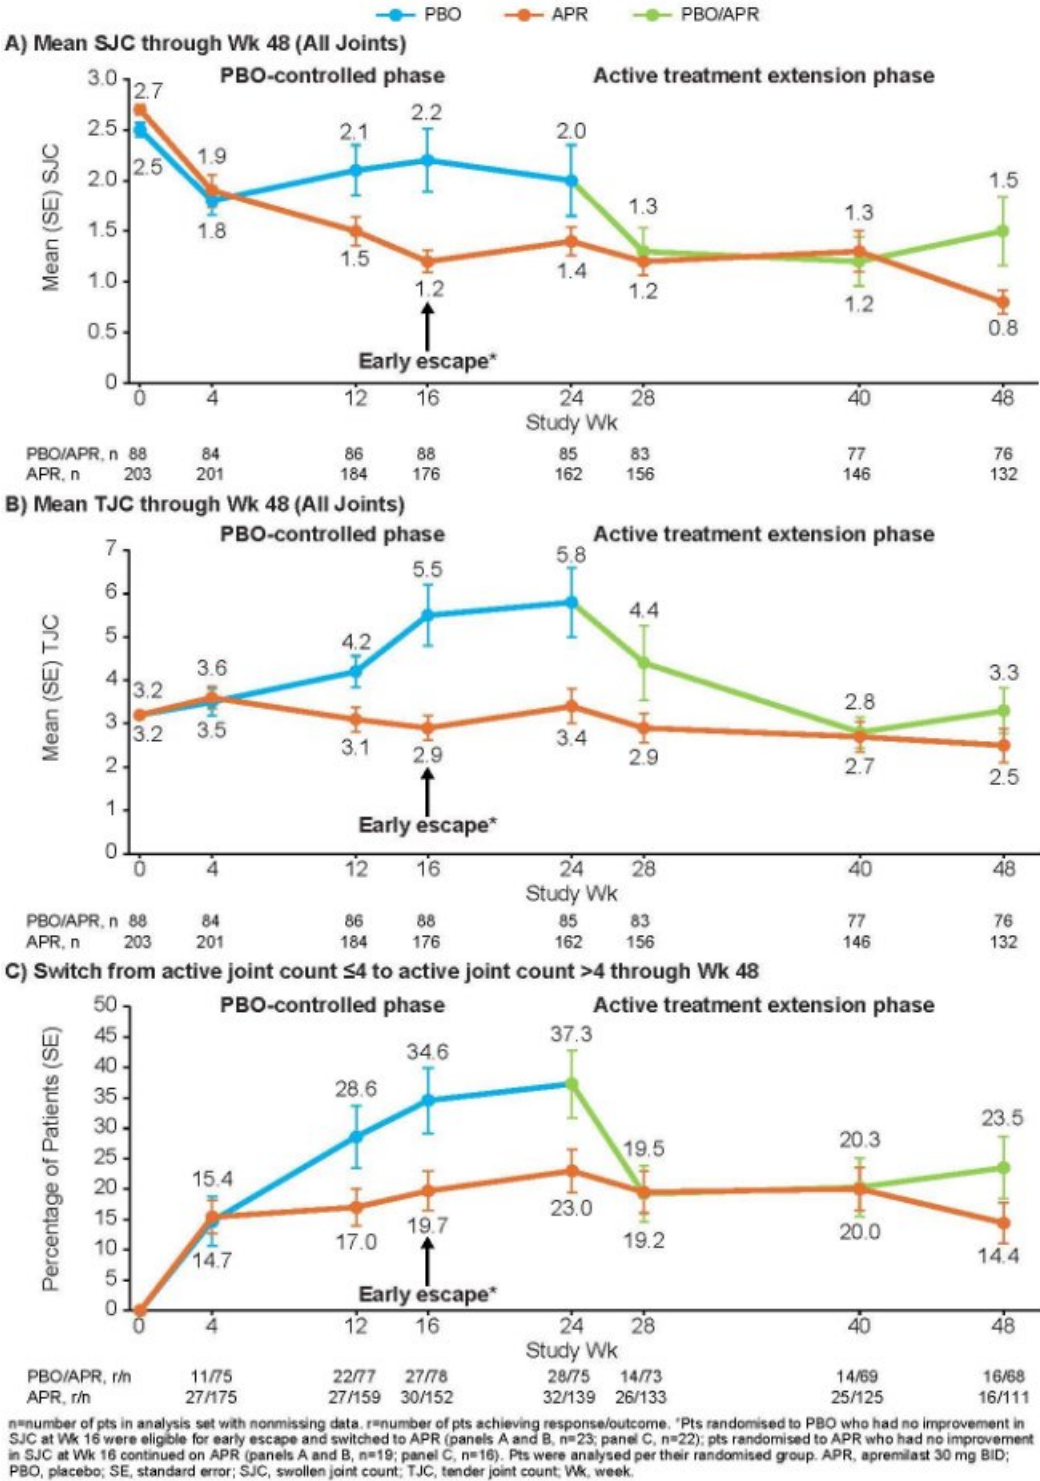 PBO APR PBO/APR
A) Mean SJC through Wk 48 (All Joints)
PBO-controlled phase Active treatment extension phase
Mean (SE) SJC
3.0
2.5
2.0
1.5
1.0
0.5
0
2.7
2.5
1.9
1.8
2.1
1.5
2.2
1.2
2.0
1.4
1.3
1.2
1.3
1.2
1.5
0.8
Early escape*
0 4 12 16 24 28 40 48
Study Wk
PBO/APR, n 88 84 86 88 85 83 77 76
APR, n 203 201 184 176 162 156 146 132
B) Mean TJC through Wk 48 (All Joints)
PBO-controlled phase Active treatment extension phase
Mean (SE) TJC
7
6
5
4
3
2
1
0
3.2
3.2
3.6
3.5
4.2
3.1
5.5
2.9
5.8
3.4
4.4
2.9
2.8
2.7
3.3
2.5
Early escape*
0 4 12 16 24 28 40 48
Study Wk
PBO/APR, n 88 84 86 88 85 83 77 76
APR, n 203 201 184 176 162 156 146 132
C) Switch from active joint count ≤4 to active joint count >4 through Wk 48
PBO-controlled phase Active treatment extension phase
Percentage of Patients (SE)
50
45
40
35
30
25
20
15
10
5
0
15.4
14.7
28.6
17.0
34.6
19.7
37.3
23.0
19.5
19.2
20.3
20.0
23.5
14.4
Early escape*
0 4 12 16 24 28 40 48
Study Wk
PBO/APR, r/n 11/75 22/77 27/78 28/75 14/73 14/69 16/68
APR, r/n 27/175 27/159 30/152 32/139 26/133 25/125 16/111
n=number of pts in analysis set with nonmissing data. r=number of pts achieving response/outcome. *Pts randomised to PBO who had no improvement in
SJC at Wk 16 were eligible for early escape and switched to APR (panels A and B, n=23; panel C, n=22); pts randomised to APR who had no improvement
in SJC at Wk 16 continued on APR (panels A and B, n=19; panel C, n=16). Pts were analysed per their randomised group. APR, apremilast 30 mg BID;
PBO, placebo; SE, standard error; SJC, swollen joint count; TJC, tender joint count; Wk, week.